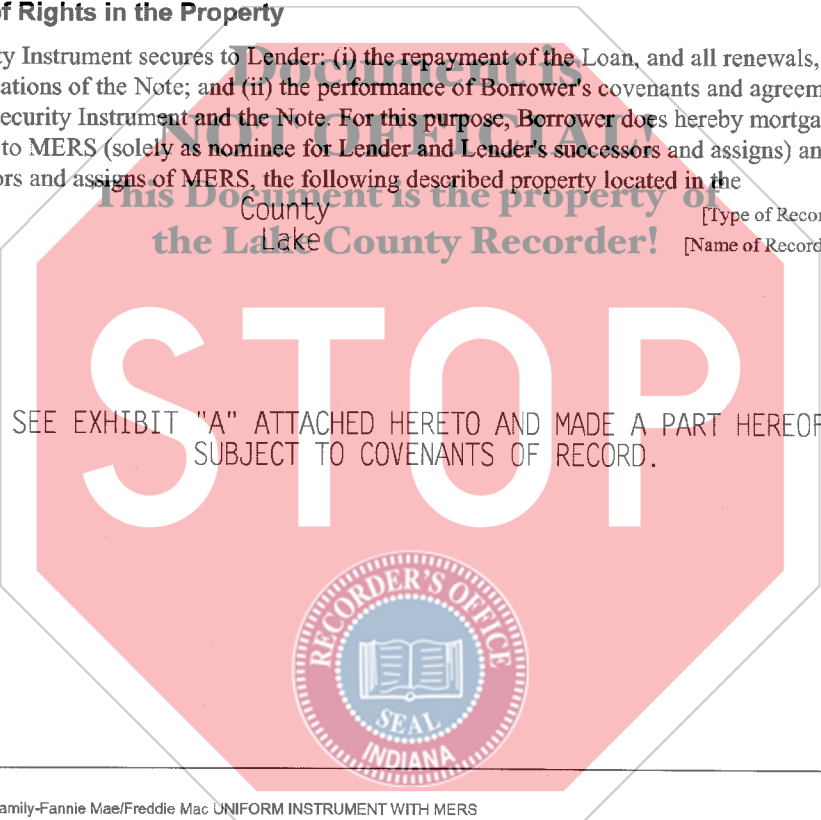 of Rights in the Property
ty Instrument secures to Lender: (i) the repayment of the Loan, and all renewals,
ations of the Note; and (ii) the performance of Borrower's covenants and agreem
ecurity Instrument and the Note. For this purpose, Borrower does hereby mortga
to MERS (solely as nominee for Lender and Lender's successors and assigns) an
ors and assigns of MERS, the following described property located in the
County [Type of Recor
Lake [Name of Record
Document is
NOT OFFICIAL!
This Document is the property of
the Lake County Recorder!
STOP
SEE EXHIBIT "A" ATTACHED HERETO AND MADE A PART HEREOF
SUBJECT TO COVENANTS OF RECORD.
RECORDER'S OFFICE
SEAL
INDIANA
amily-Fannie Mae/Freddie Mac UNIFORM INSTRUMENT WITH MERS